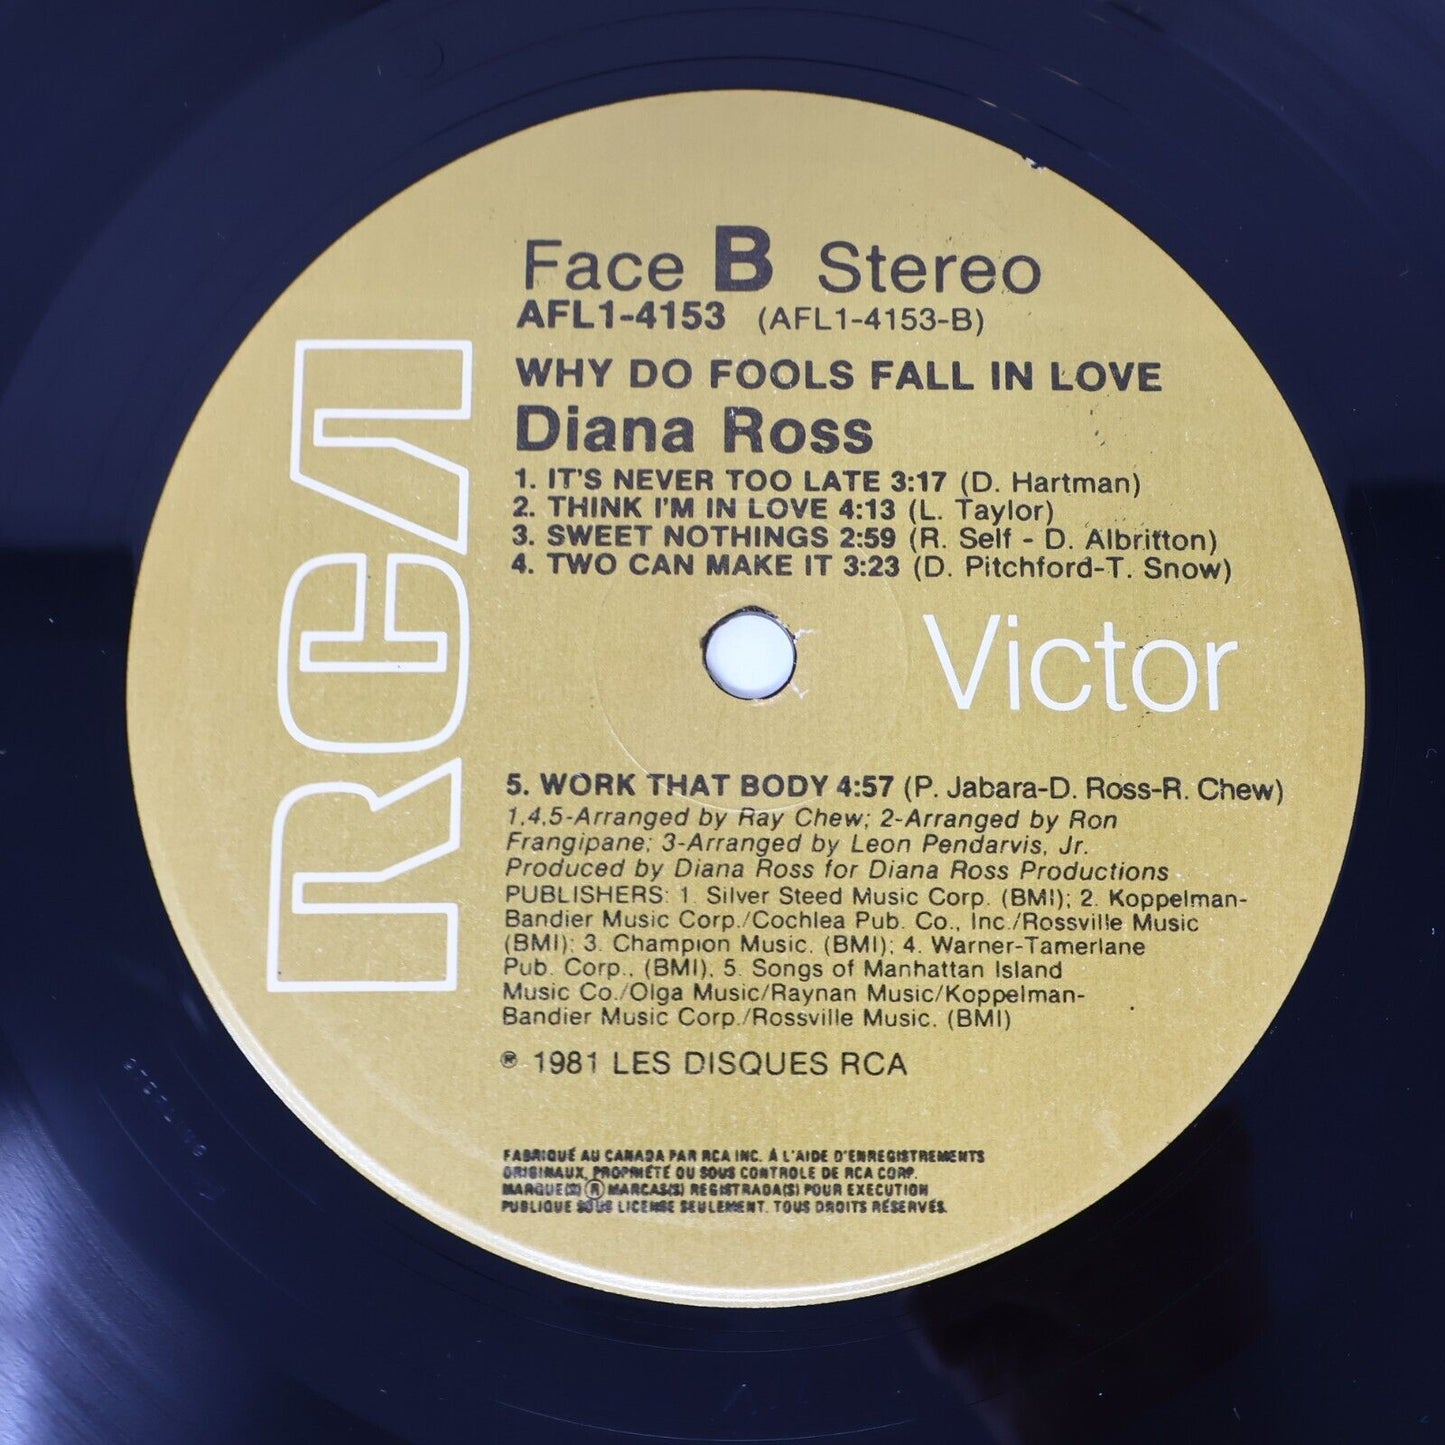 Face B Stereo
AFL1-4153 (AFL1-4153-B)
WHY DO FOOLS FALL IN LOVE
Diana Ross
1. IT'S NEVER TOO LATE 3:17 (D. Hartman)
2. THINK I'M IN LOVE 4:13 (L. Taylor)
3. SWEET NOTHINGS 2:59 (R. Self - D. Albritton)
4. TWO CAN MAKE IT 3:23 (D. Pitchford-T. Snow)
RCA
Victor
5. WORK THAT BODY 4:57 (P. Jabara-D. Ross-R. Chew)
1.4.5-Arranged by Ray Chew; 2-Arranged by Ron
Frangipane; 3-Arranged by Leon Pendarvis, Jr.
Produced by Diana Ross for Diana Ross Productions
PUBLISHERS: 1. Silver Steed Music Corp. (BMI); 2. Koppelman-
Bandier Music Corp./Cochlea Pub. Co., Inc./Rossville Music
(BMI); 3. Champion Music. (BMI); 4. Warner-Tamerlane
Pub. Corp., (BMI), 5. Songs of Manhattan Island
Music Co./Olga Music/Raynan Music/Koppelman-
Bandier Music Corp./Rossville Music. (BMI)
℗ 1981 LES DISQUES RCA
FABRIQUÉ AU CANADA PAR RCA INC. À L'AIDE D'ENREGISTREMENTS
ORIGINAUX, PROPRIÉTÉ OU SOUS CONTROLE DE RCA CORP.
MARQUE(S) ® MARCAS(S) REGISTRADA(S) POUR EXECUTION
PUBLIQUE SOUS LICENSE SEULEMENT. TOUS DROITS RÉSERVÉS.